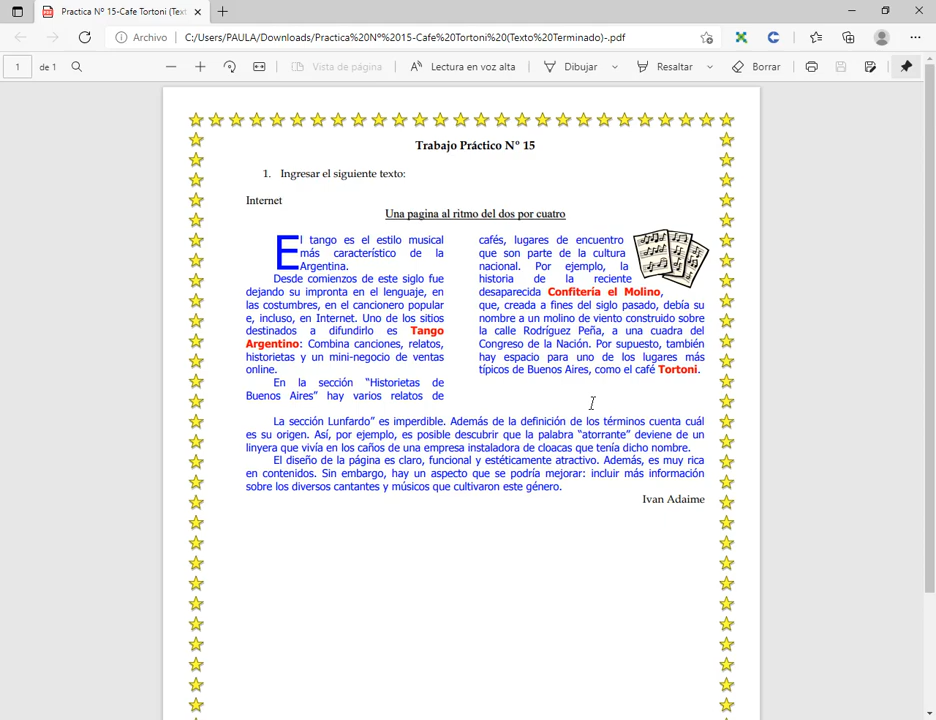 Practica Nº 15-Cafe Tortoni (Text
Archivo
C:/Users/PAULA/Downloads/Practica%20Nº%2015-Cafe%20Tortoni%20(Texto%20Terminado)-.pdf
1
de 1
Vista de página
Lectura en voz alta
Dibujar
Resaltar
Borrar
Trabajo Práctico Nº 15
1. Ingresar el siguiente texto:
Internet
Una pagina al ritmo del dos por cuatro
El tango es el estilo musical
más característico de la
Argentina.
Desde comienzos de este siglo fue
dejando su impronta en el lenguaje, en
las costumbres, en el cancionero popular
e, incluso, en Internet. Uno de los sitios
destinados a difundirlo es Tango
Argentino: Combina canciones, relatos,
historietas y un mini-negocio de ventas
online.
En la sección “Historietas de
Buenos Aires” hay varios relatos de
cafés, lugares de encuentro
que son parte de la cultura
nacional. Por ejemplo, la
historia de la reciente
desaparecida Confitería el Molino,
que, creada a fines del siglo pasado, debía su
nombre a un molino de viento construido sobre
la calle Rodríguez Peña, a una cuadra del
Congreso de la Nación. Por supuesto, también
hay espacio para uno de los lugares más
típicos de Buenos Aires, como el café Tortoni.
La sección Lunfardo” es imperdible. Además de la definición de los términos cuenta cuál
es su origen. Así, por ejemplo, es posible descubrir que la palabra “atorrante” deviene de un
linyera que vivía en los caños de una empresa instaladora de cloacas que tenía dicho nombre.
El diseño de la página es claro, funcional y estéticamente atractivo. Además, es muy rica
en contenidos. Sin embargo, hay un aspecto que se podría mejorar: incluir más información
sobre los diversos cantantes y músicos que cultivaron este género.
Ivan Adaime